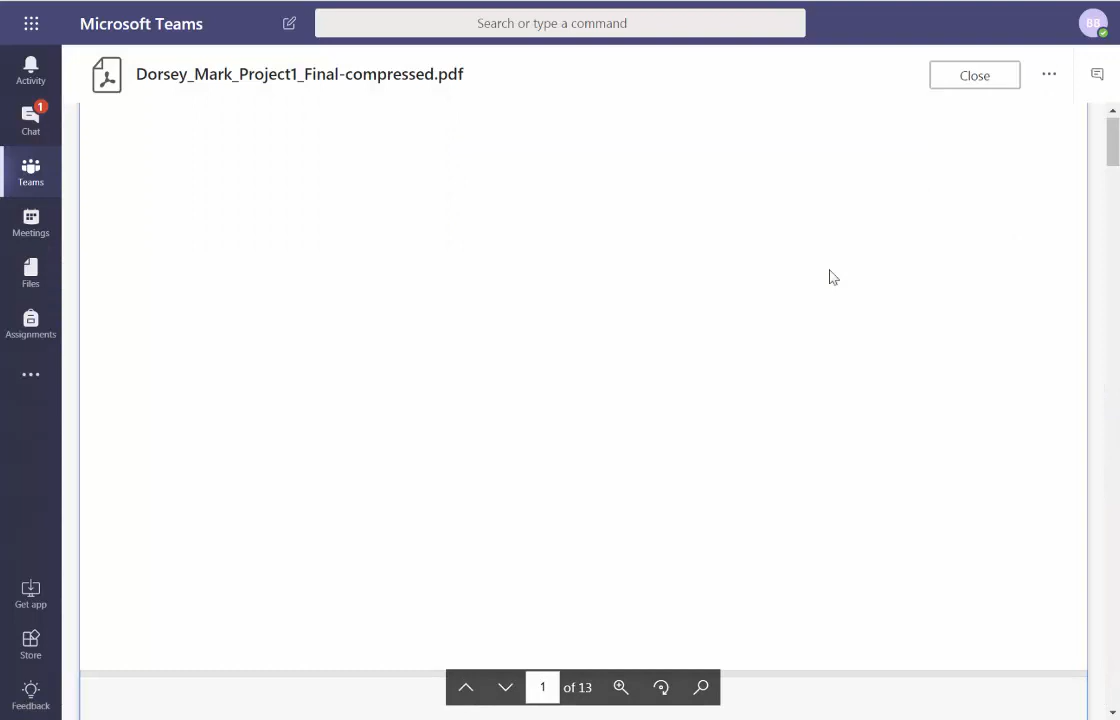 Microsoft Teams
Search or type a command
BB
Activity
Dorsey_Mark_Project1_Final-compressed.pdf
Close
1
Chat
Teams
Meetings
Files
Assignments
Get app
Store
Feedback
1 of 13